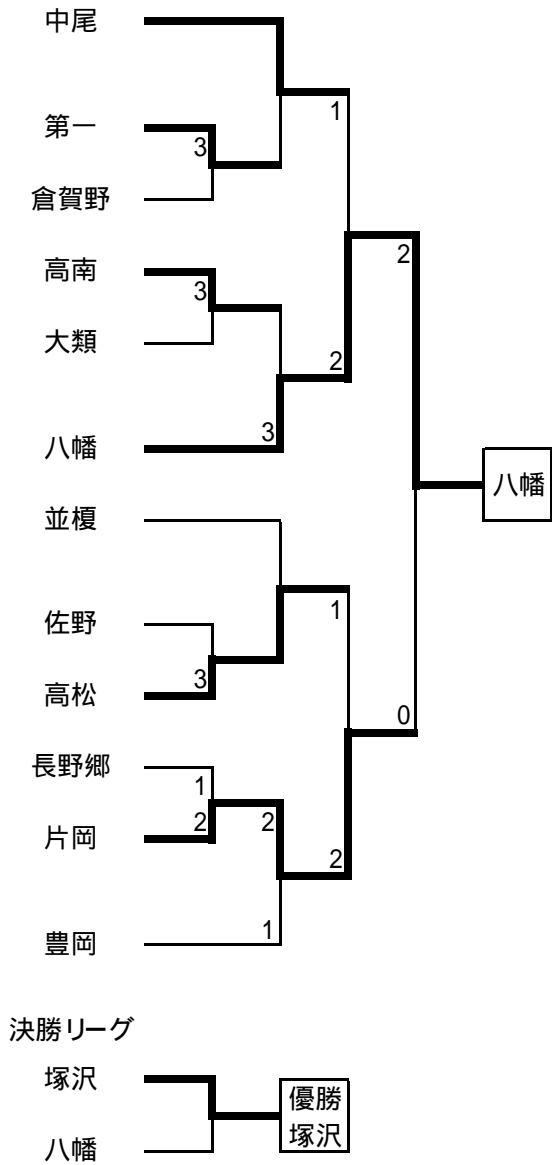 中尾
1
第一
3
倉賀野
2
高南
3
大類
2
八幡
3
八幡
並榎
佐野
1
高松
3
0
長野郷
1
片岡
2
2
2
豊岡
1
決勝リーグ
塚沢
優勝
塚沢
八幡